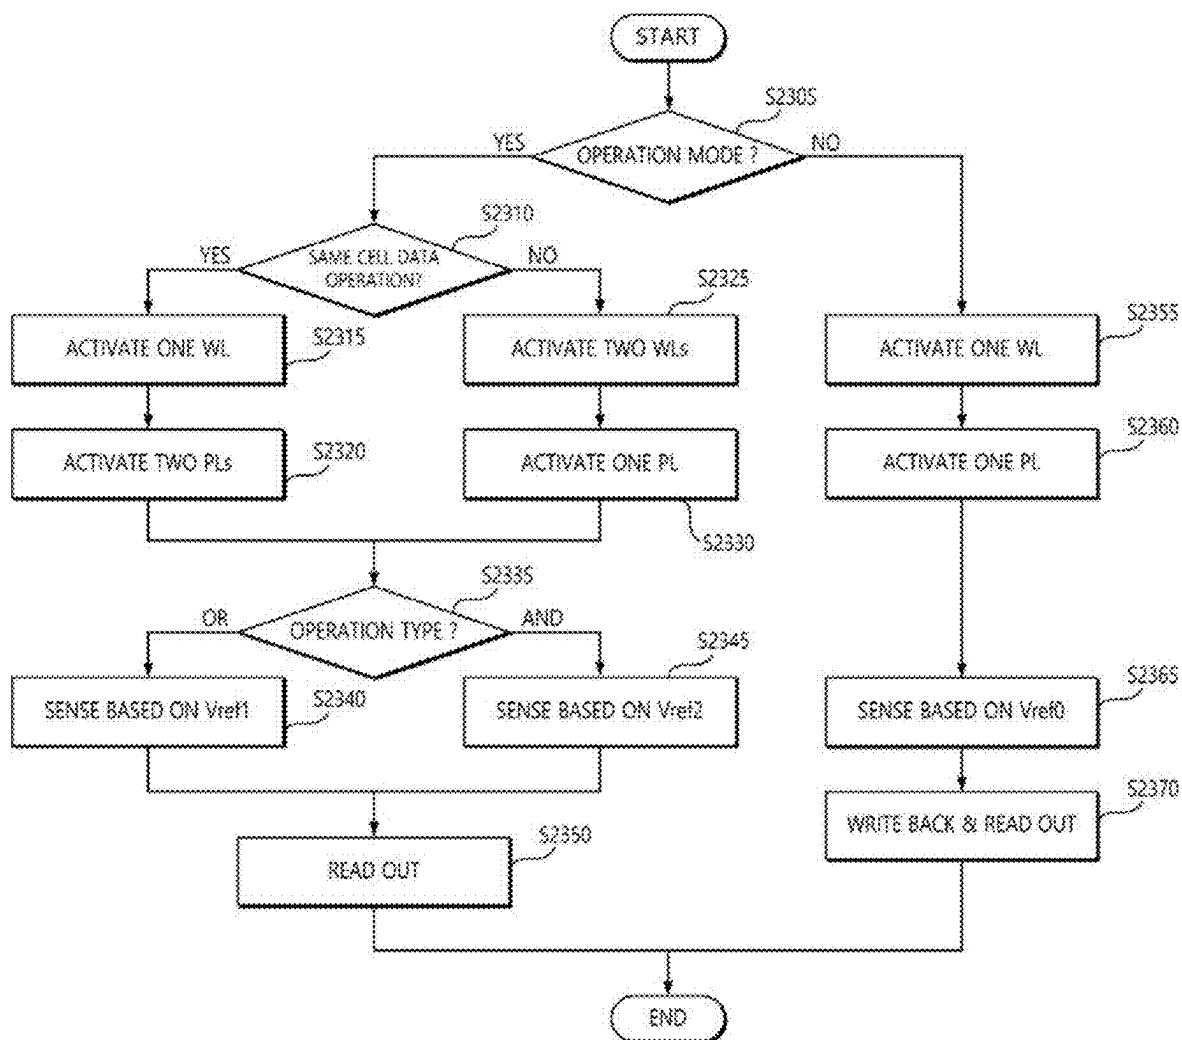 START
S2305
YES
OPERATION MODE ?
NO
S2310
YES
SAME CELL DATA
OPERATION?
NO
S2325
S2315
S2355
ACTIVATE ONE WL
ACTIVATE TWO WLs
ACTIVATE ONE WL
S2320
S2360
ACTIVATE TWO PLs
ACTIVATE ONE PL
ACTIVATE ONE PL
S2330
S2335
OR
OPERATION TYPE ?
AND
S2345
S2340
S2365
SENSE BASED ON Vref1
SENSE BASED ON Vref2
SENSE BASED ON Vref0
S2370
WRITE BACK & READ OUT
S2350
READ OUT
END